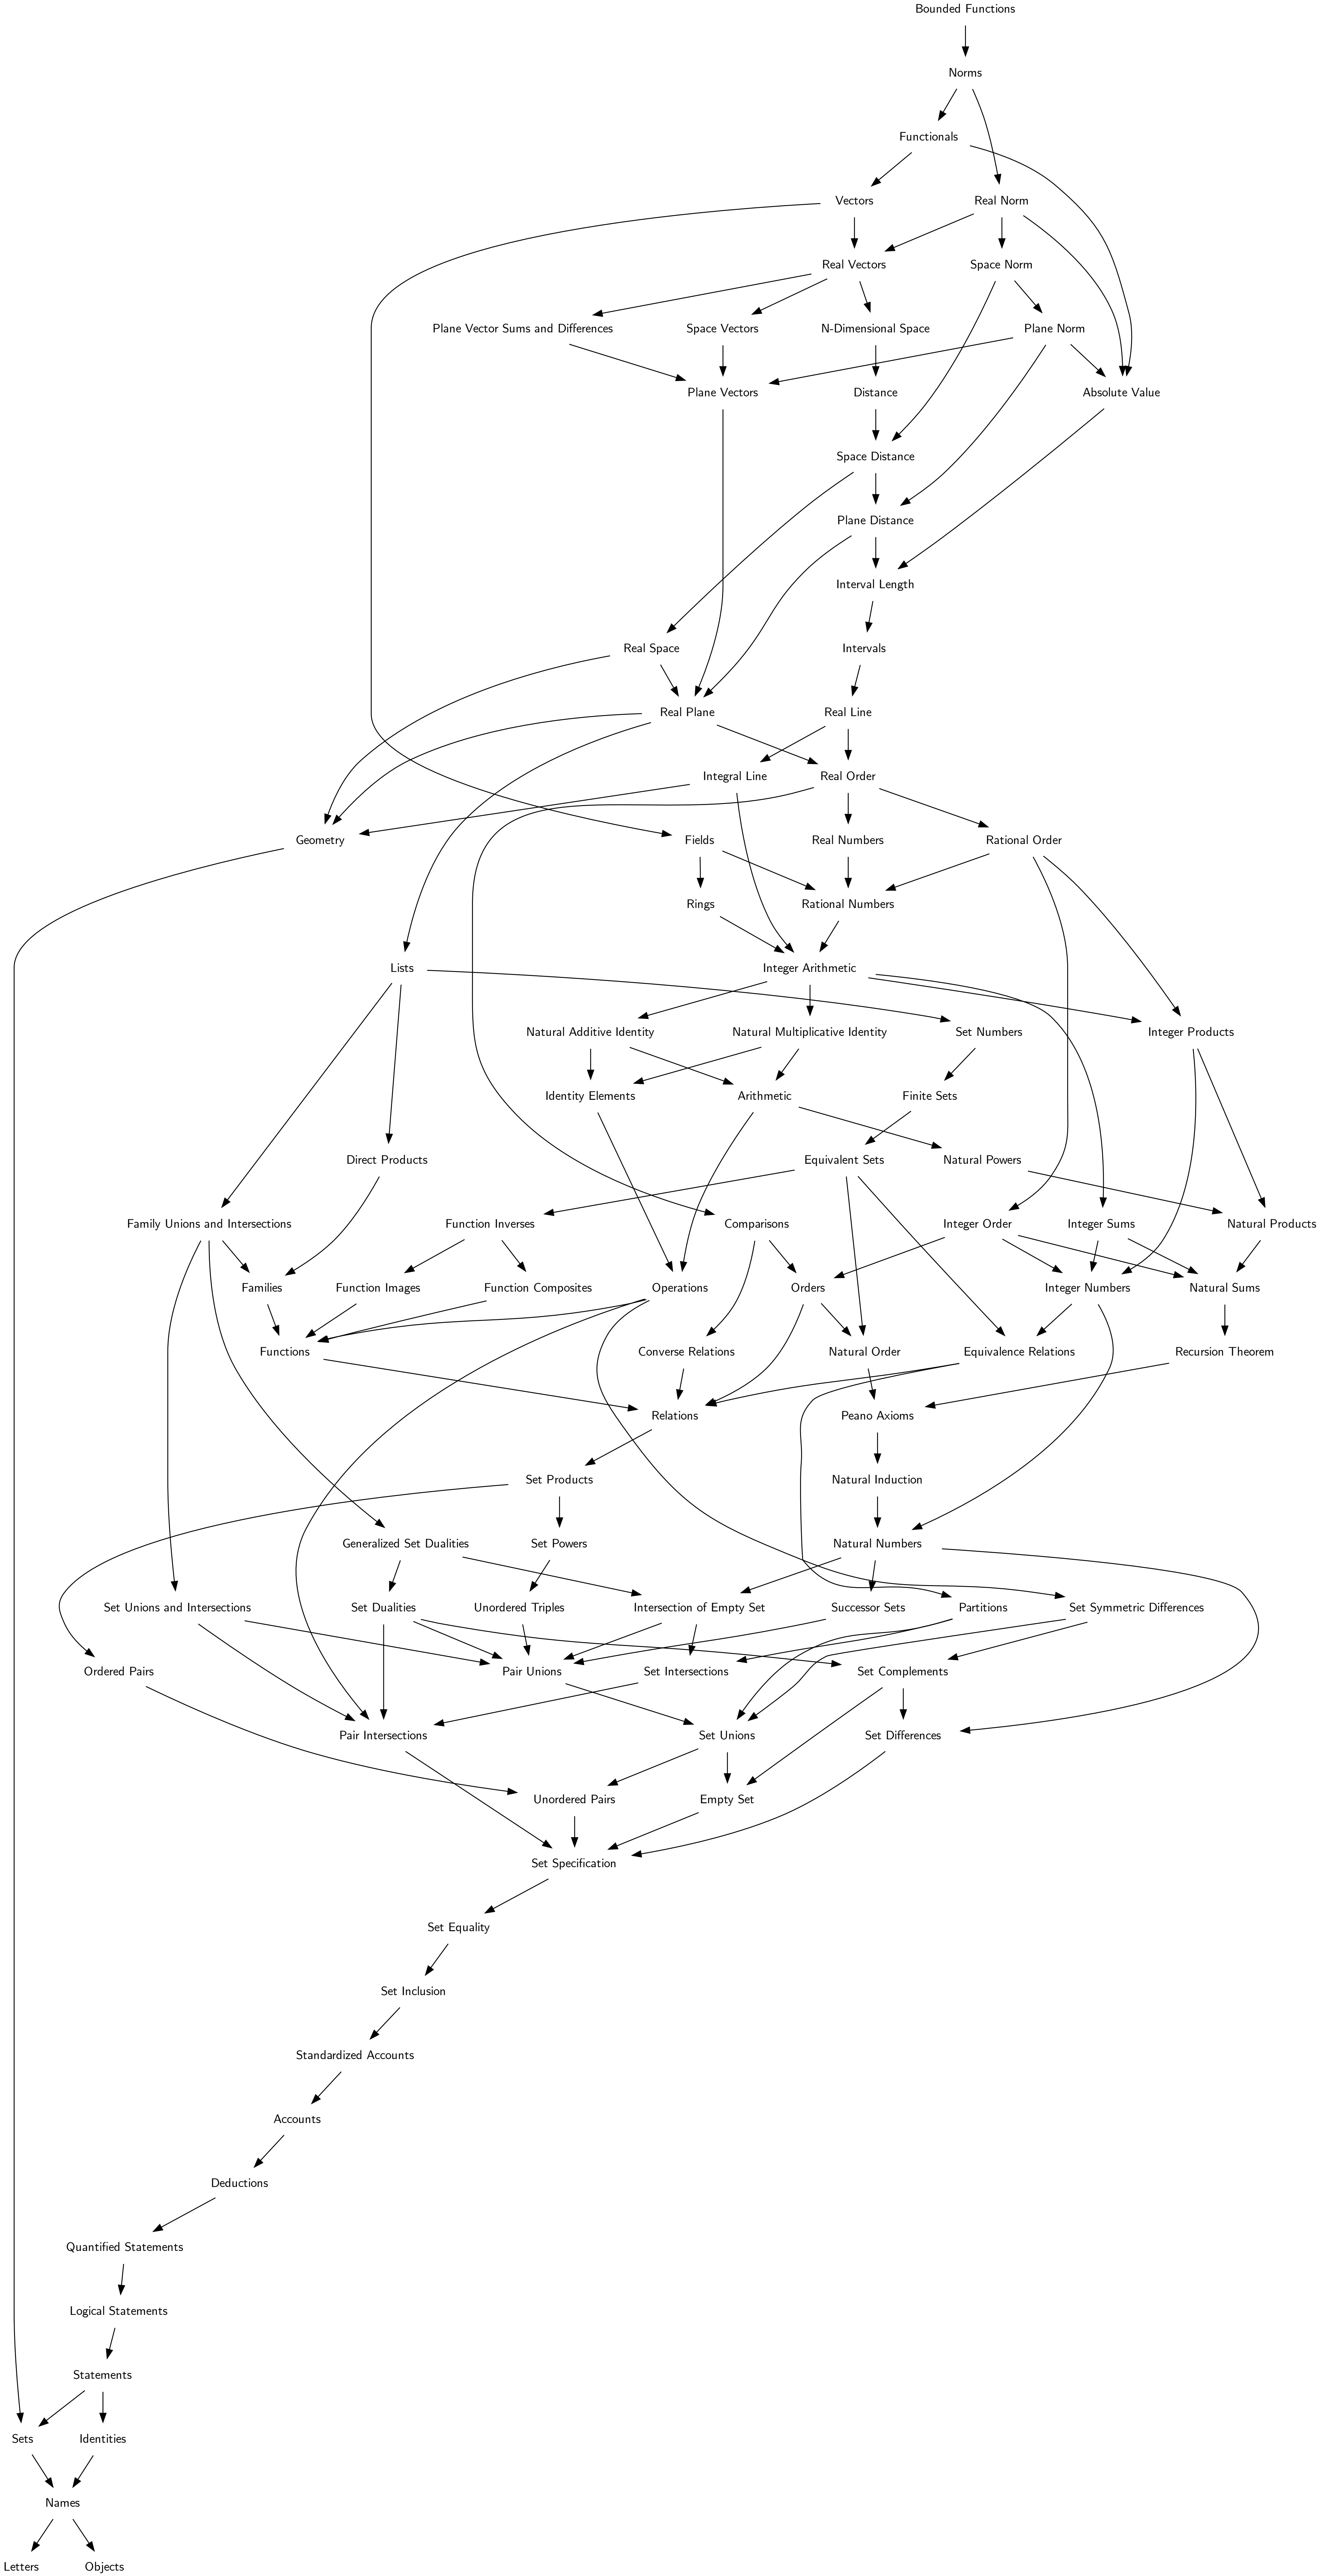 Bounded Functions
Norms
Functionals
Vectors
Real Norm
Real Vectors
Space Norm
Plane Vector Sums and Differences
Space Vectors
N-Dimensional Space
Plane Norm
Plane Vectors
Distance
Absolute Value
Space Distance
Plane Distance
Interval Length
Real Space
Intervals
Real Plane
Real Line
Integral Line
Real Order
Geometry
Fields
Real Numbers
Rational Order
Rings
Rational Numbers
Lists
Integer Arithmetic
Natural Additive Identity
Natural Multiplicative Identity
Set Numbers
Integer Products
Identity Elements
Arithmetic
Finite Sets
Direct Products
Equivalent Sets
Natural Powers
Family Unions and Intersections
Function Inverses
Comparisons
Integer Order
Integer Sums
Natural Products
Families
Function Images
Function Composites
Operations
Orders
Integer Numbers
Natural Sums
Functions
Converse Relations
Natural Order
Equivalence Relations
Recursion Theorem
Relations
Peano Axioms
Set Products
Natural Induction
Generalized Set Dualities
Set Powers
Natural Numbers
Set Unions and Intersections
Set Dualities
Unordered Triples
Intersection of Empty Set
Successor Sets
Partitions
Set Symmetric Differences
Ordered Pairs
Pair Unions
Set Intersections
Set Complements
Pair Intersections
Set Unions
Set Differences
Unordered Pairs
Empty Set
Set Specification
Set Equality
Set Inclusion
Standardized Accounts
Accounts
Deductions
Quantified Statements
Logical Statements
Statements
Sets
Identities
Names
Letters
Objects